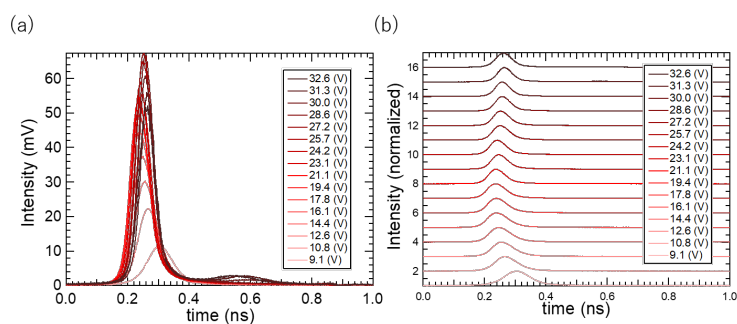 (a)
Intensity (mV)
60
50
40
30
20
10
0
32.6 (V)
31.3 (V)
30.0 (V)
28.6 (V)
27.2 (V)
25.7 (V)
24.2 (V)
23.1 (V)
21.1 (V)
19.4 (V)
17.8 (V)
16.1 (V)
14.4 (V)
12.6 (V)
10.8 (V)
9.1 (V)
0.0 0.2 0.4 0.6 0.8 1.0
time (ns)
(b)
Intensity (normalized)
16
14
12
10
8
6
4
2
32.6 (V)
31.3 (V)
30.0 (V)
28.6 (V)
27.2 (V)
25.7 (V)
24.2 (V)
23.1 (V)
21.1 (V)
19.4 (V)
17.8 (V)
16.1 (V)
14.4 (V)
12.6 (V)
10.8 (V)
9.1 (V)
0.0 0.2 0.4 0.6 0.8 1.0
time (ns)